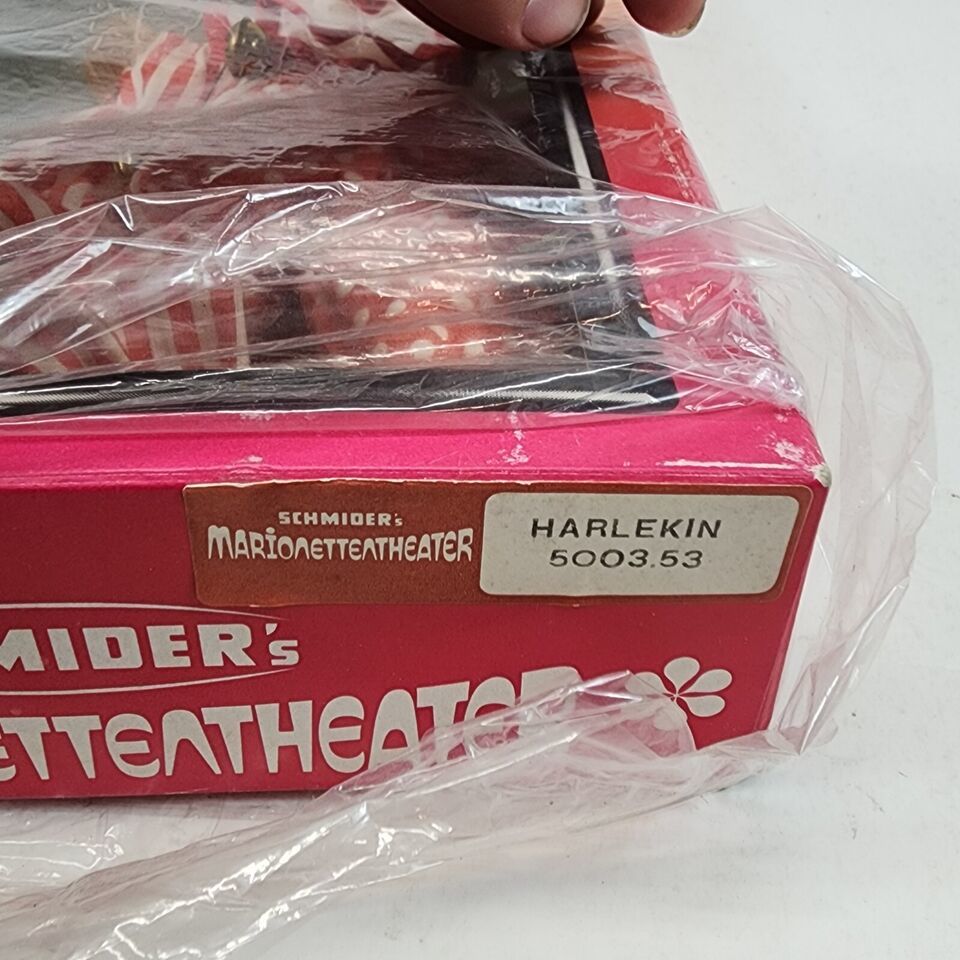 SCHMIDER's
MARIONETTENTHEATER
HARLEKIN
5003.53
MIDER's
ETTENTHEATER